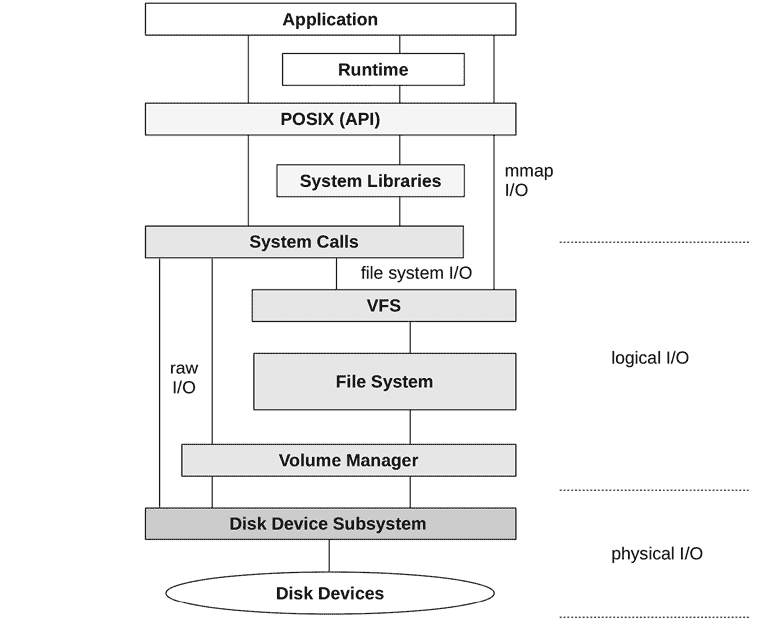 Application
Runtime
POSIX (API)
mmap
I/O
System Libraries
System Calls
file system I/O
VFS
raw
I/O
logical I/O
File System
Volume Manager
Disk Device Subsystem
physical I/O
Disk Devices